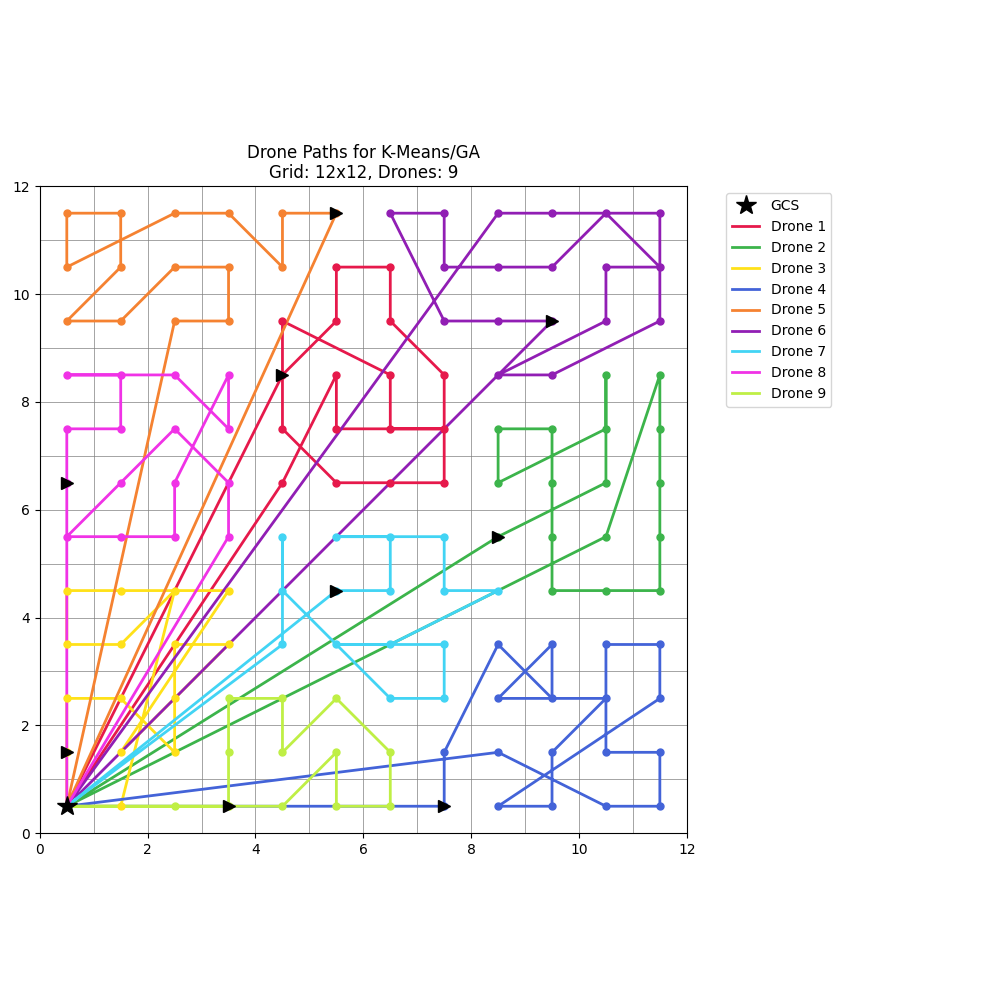 Drone Paths for K-Means/GA
Grid: 12x12, Drones: 9
12
10
8
6
4
2
0
0 2 4 6 8 10 12
GCS
Drone 1
Drone 2
Drone 3
Drone 4
Drone 5
Drone 6
Drone 7
Drone 8
Drone 9